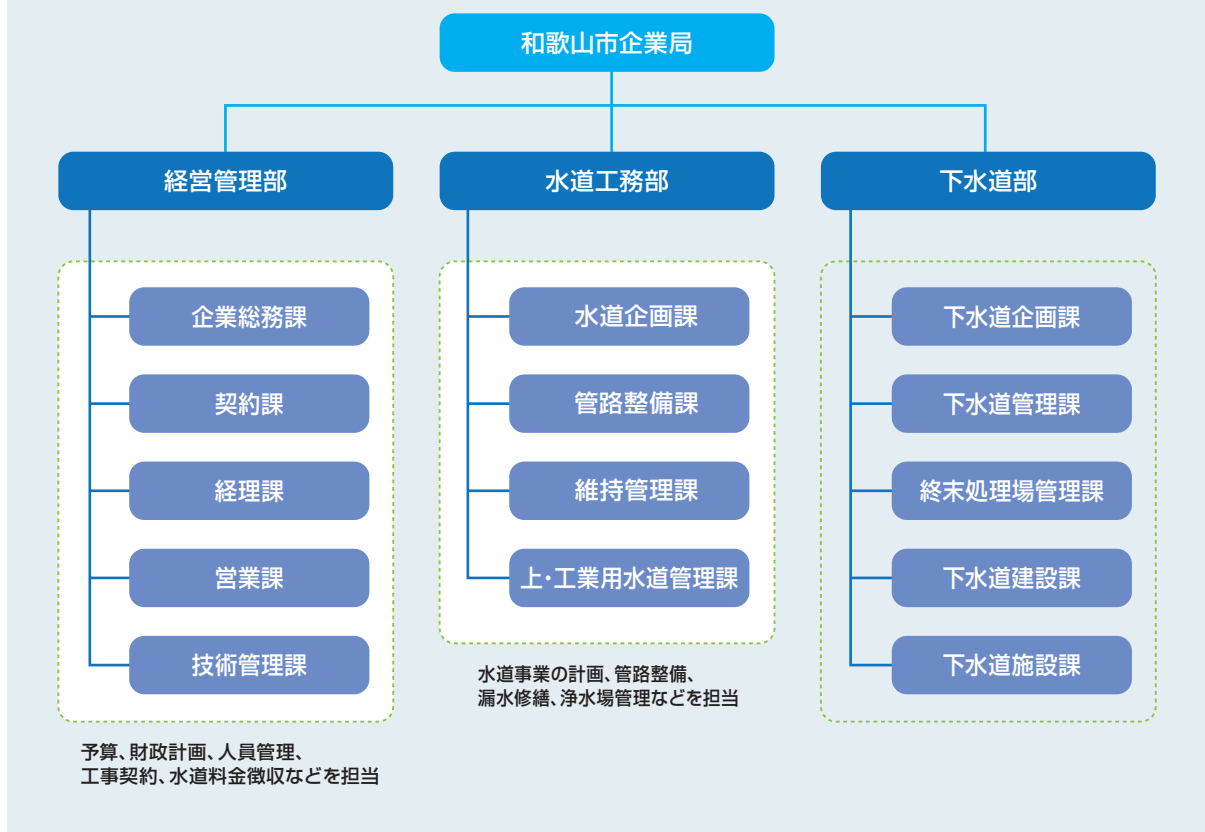 和歌山市企業局
経営管理部
企業総務課
契約課
経理課
営業課
技術管理課
予算、財政計画、人員管理、
工事契約、水道料金徴収などを担当
水道工務部
水道企画課
管路整備課
維持管理課
上・工業用水道管理課
水道事業の計画、管路整備、
漏水修繕、浄水場管理などを担当
下水道部
下水道企画課
下水道管理課
終末処理場管理課
下水道建設課
下水道施設課